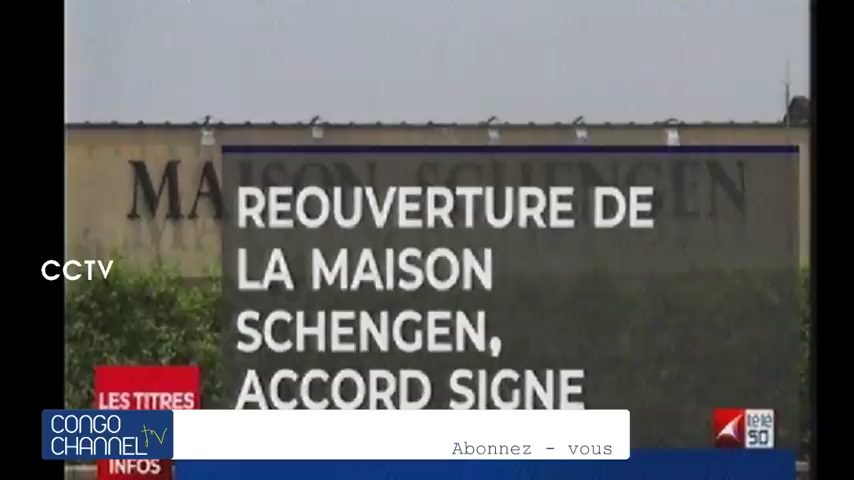 MAISON SCHENGEN
REOUVERTURE DE
LA MAISON
SCHENGEN,
ACCORD SIGNE
CCTV
LES TITRES
INFOS
CONGO
CHANNEL TV
Abonnez - vous
télé
50